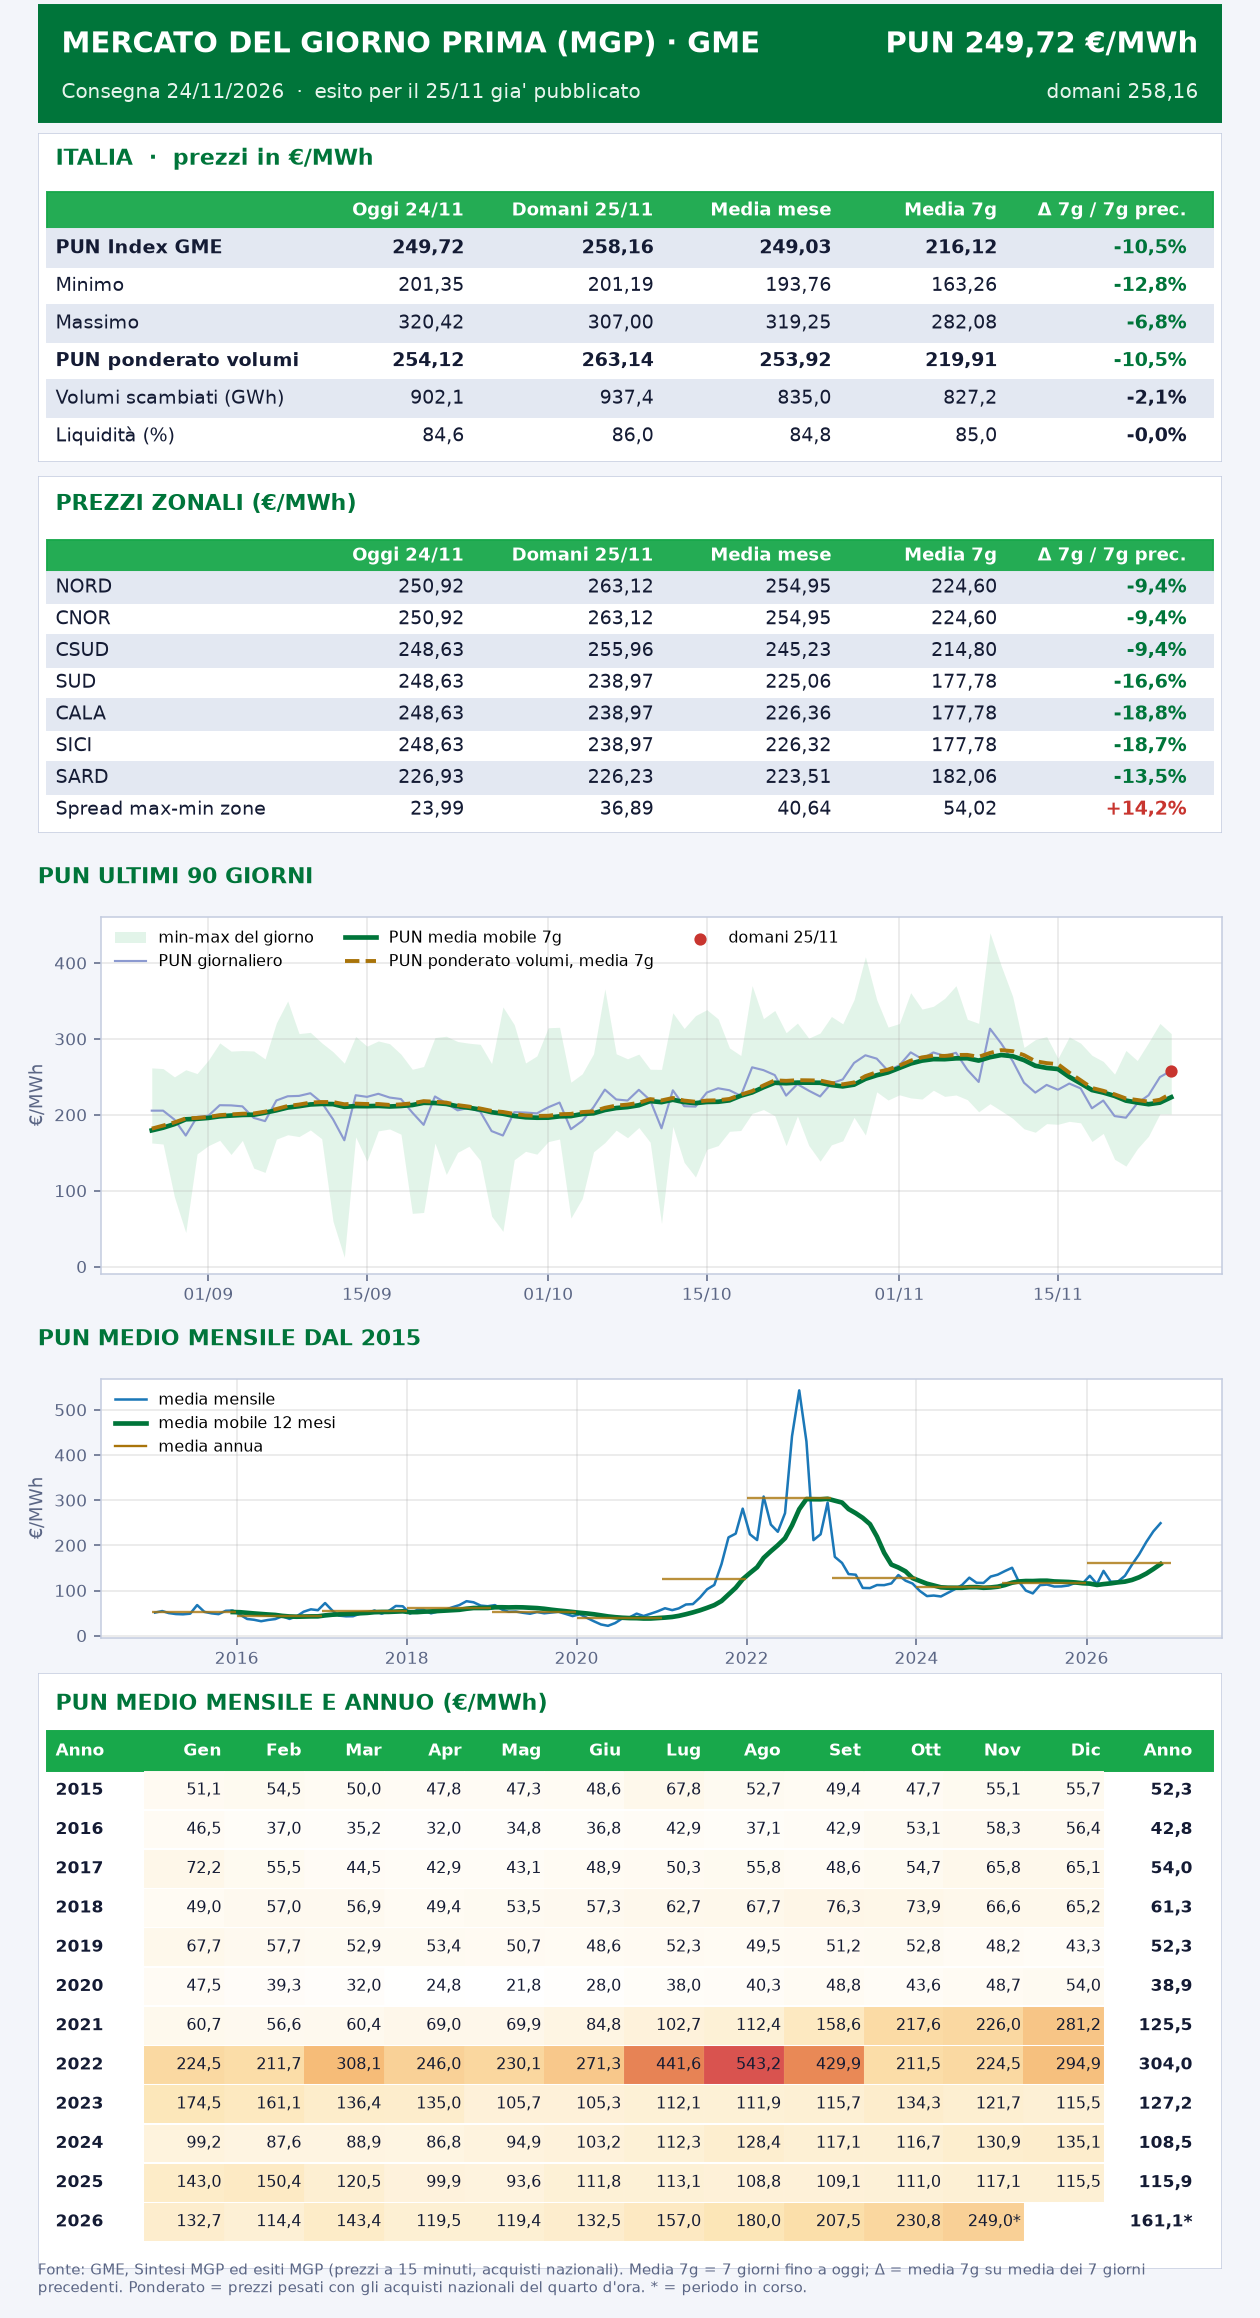 MERCATO DEL GIORNO PRIMA (MGP) · GME PUN 249,72 €/MWh
Consegna 24/11/2026 · esito per il 25/11 gia' pubblicato domani 258,16
ITALIA · prezzi in €/MWh
Oggi 24/11 Domani 25/11 Media mese Media 7g Δ 7g / 7g prec.
PUN Index GME 249,72 258,16 249,03 216,12 -10,5%
Minimo 201,35 201,19 193,76 163,26 -12,8%
Massimo 320,42 307,00 319,25 282,08 -6,8%
PUN ponderato volumi 254,12 263,14 253,92 219,91 -10,5%
Volumi scambiati (GWh) 902,1 937,4 835,0 827,2 -2,1%
Liquidità (%) 84,6 86,0 84,8 85,0 -0,0%
PREZZI ZONALI (€/MWh)
Oggi 24/11 Domani 25/11 Media mese Media 7g Δ 7g / 7g prec.
NORD 250,92 263,12 254,95 224,60 -9,4%
CNOR 250,92 263,12 254,95 224,60 -9,4%
CSUD 248,63 255,96 245,23 214,80 -9,4%
SUD 248,63 238,97 225,06 177,78 -16,6%
CALA 248,63 238,97 226,36 177,78 -18,8%
SICI 248,63 238,97 226,32 177,78 -18,7%
SARD 226,93 226,23 223,51 182,06 -13,5%
Spread max-min zone 23,99 36,89 40,64 54,02 +14,2%
PUN ULTIMI 90 GIORNI
min-max del giorno PUN media mobile 7g domani 25/11
PUN giornaliero PUN ponderato volumi, media 7g
€/MWh
400
300
200
100
0
01/09 15/09 01/10 15/10 01/11 15/11
PUN MEDIO MENSILE DAL 2015
media mensile
media mobile 12 mesi
media annua
€/MWh
500
400
300
200
100
0
2016 2018 2020 2022 2024 2026
PUN MEDIO MENSILE E ANNUO (€/MWh)
Anno Gen Feb Mar Apr Mag Giu Lug Ago Set Ott Nov Dic Anno
2015 51,1 54,5 50,0 47,8 47,3 48,6 67,8 52,7 49,4 47,7 55,1 55,7 52,3
2016 46,5 37,0 35,2 32,0 34,8 36,8 42,9 37,1 42,9 53,1 58,3 56,4 42,8
2017 72,2 55,5 44,5 42,9 43,1 48,9 50,3 55,8 48,6 54,7 65,8 65,1 54,0
2018 49,0 57,0 56,9 49,4 53,5 57,3 62,7 67,7 76,3 73,9 66,6 65,2 61,3
2019 67,7 57,7 52,9 53,4 50,7 48,6 52,3 49,5 51,2 52,8 48,2 43,3 52,3
2020 47,5 39,3 32,0 24,8 21,8 28,0 38,0 40,3 48,8 43,6 48,7 54,0 38,9
2021 60,7 56,6 60,4 69,0 69,9 84,8 102,7 112,4 158,6 217,6 226,0 281,2 125,5
2022 224,5 211,7 308,1 246,0 230,1 271,3 441,6 543,2 429,9 211,5 224,5 294,9 304,0
2023 174,5 161,1 136,4 135,0 105,7 105,3 112,1 111,9 115,7 134,3 121,7 115,5 127,2
2024 99,2 87,6 88,9 86,8 94,9 103,2 112,3 128,4 117,1 116,7 130,9 135,1 108,5
2025 143,0 150,4 120,5 99,9 93,6 111,8 113,1 108,8 109,1 111,0 117,1 115,5 115,9
2026 132,7 114,4 143,4 119,5 119,4 132,5 157,0 180,0 207,5 230,8 249,0* 161,1*
Fonte: GME, Sintesi MGP ed esiti MGP (prezzi a 15 minuti, acquisti nazionali). Media 7g = 7 giorni fino a oggi; Δ = media 7g su media dei 7 giorni
precedenti. Ponderato = prezzi pesati con gli acquisti nazionali del quarto d'ora. * = periodo in corso.